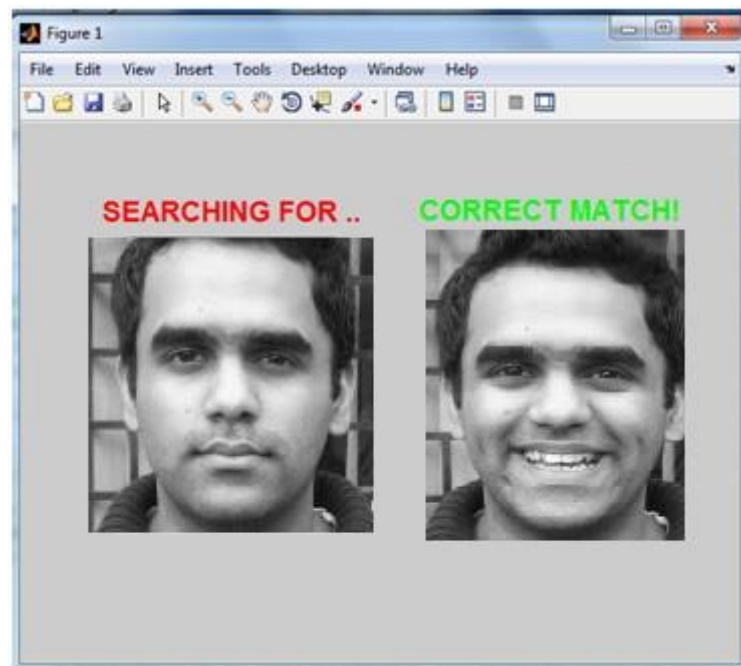 Figure 1
File Edit View Insert Tools Desktop Window Help
SEARCHING FOR ..
CORRECT MATCH!